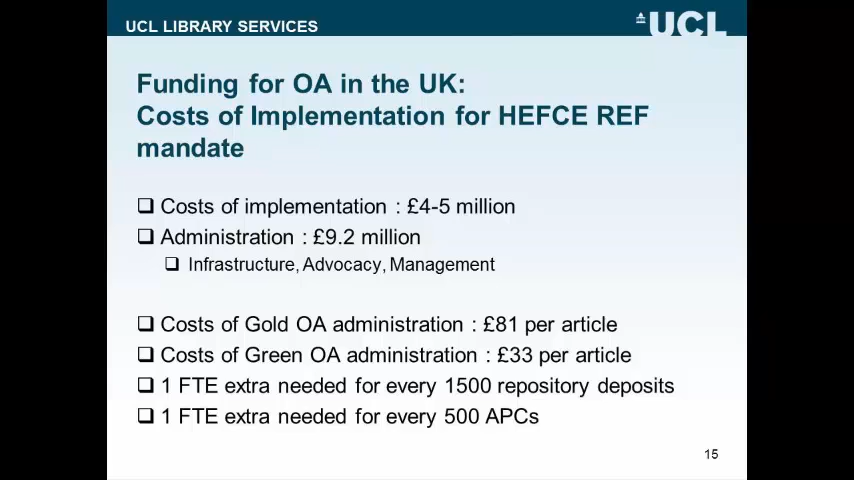 UCL LIBRARY SERVICES
UCL
Funding for OA in the UK:
Costs of Implementation for HEFCE REF
mandate
Costs of implementation : £4-5 million
Administration : £9.2 million
Infrastructure, Advocacy, Management
Costs of Gold OA administration : £81 per article
Costs of Green OA administration : £33 per article
1 FTE extra needed for every 1500 repository deposits
1 FTE extra needed for every 500 APCs
15